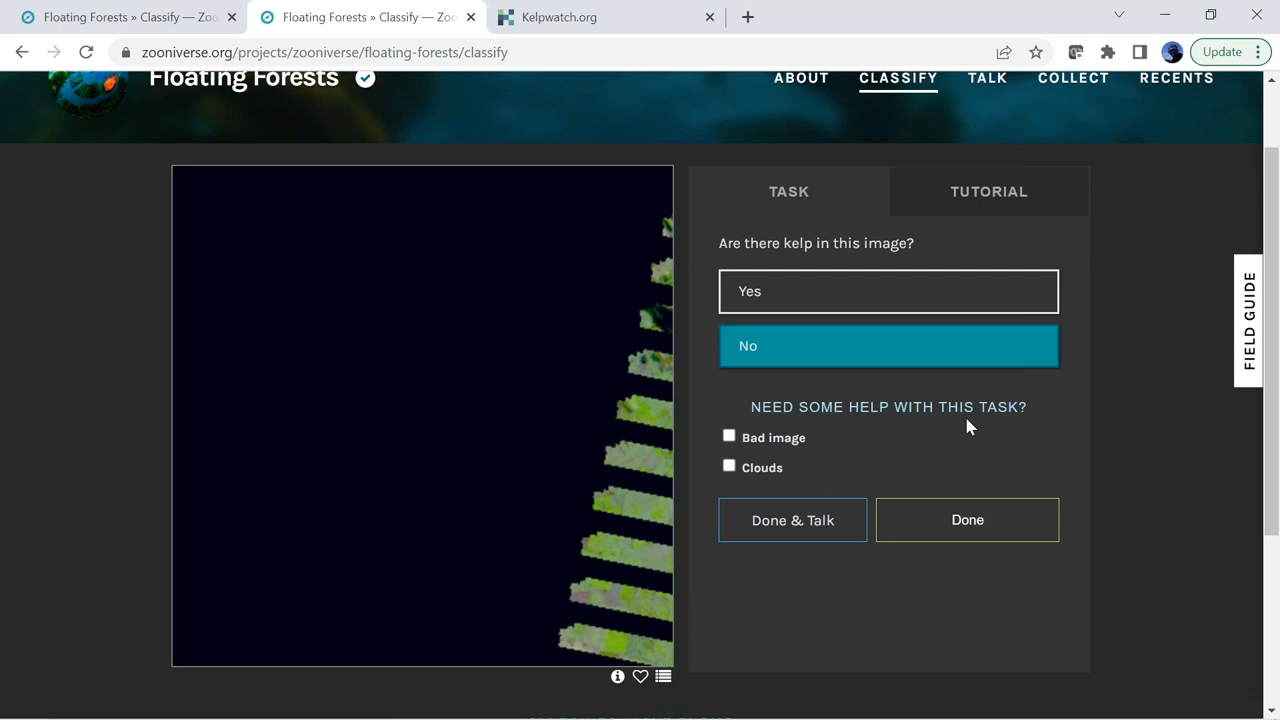 Floating Forests » Classify — Zoo
Floating Forests » Classify — Zoo
Kelpwatch.org
zooniverse.org/projects/zooniverse/floating-forests/classify
Update
Floating Forests
ABOUT CLASSIFY TALK COLLECT RECENTS
TASK TUTORIAL
Are there kelp in this image?
Yes
No
NEED SOME HELP WITH THIS TASK?
Bad image
Clouds
Done & Talk Done
FIELD GUIDE